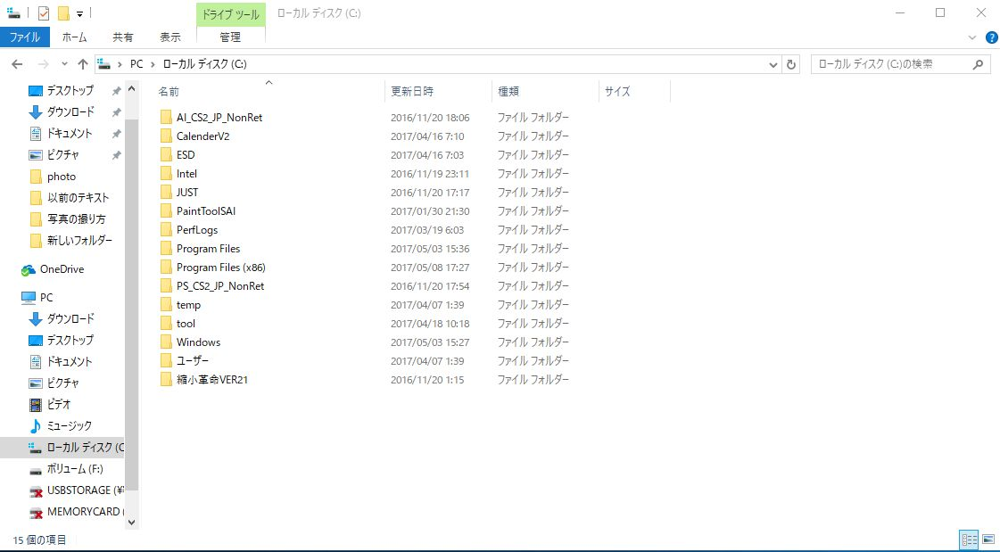 ドライブ ツール ローカル ディスク (C:)
ファイル ホーム 共有 表示 管理
PC ローカル ディスク (C:) ローカル ディスク (C:)の検索
デスクトップ
ダウンロード
ドキュメント
ピクチャ
photo
以前のテキスト
写真の撮り方
新しいフォルダー
OneDrive
PC
ダウンロード
デスクトップ
ドキュメント
ピクチャ
ビデオ
ミュージック
ローカル ディスク (C
ボリューム (F:)
USBSTORAGE (¥
MEMORYCARD (
名前 更新日時 種類 サイズ
AI_CS2_JP_NonRet 2016/11/20 18:06 ファイル フォルダー
CalenderV2 2017/04/16 7:10 ファイル フォルダー
ESD 2017/04/16 7:03 ファイル フォルダー
Intel 2016/11/19 23:11 ファイル フォルダー
JUST 2016/11/20 17:17 ファイル フォルダー
PaintToolSAI 2017/01/30 21:30 ファイル フォルダー
PerfLogs 2017/03/19 6:03 ファイル フォルダー
Program Files 2017/05/03 15:36 ファイル フォルダー
Program Files (x86) 2017/05/08 17:27 ファイル フォルダー
PS_CS2_JP_NonRet 2016/11/20 17:54 ファイル フォルダー
temp 2017/04/07 1:39 ファイル フォルダー
tool 2017/04/18 10:18 ファイル フォルダー
Windows 2017/05/03 15:27 ファイル フォルダー
ユーザー 2017/04/07 1:39 ファイル フォルダー
縮小革命VER21 2016/11/20 1:15 ファイル フォルダー
15 個の項目